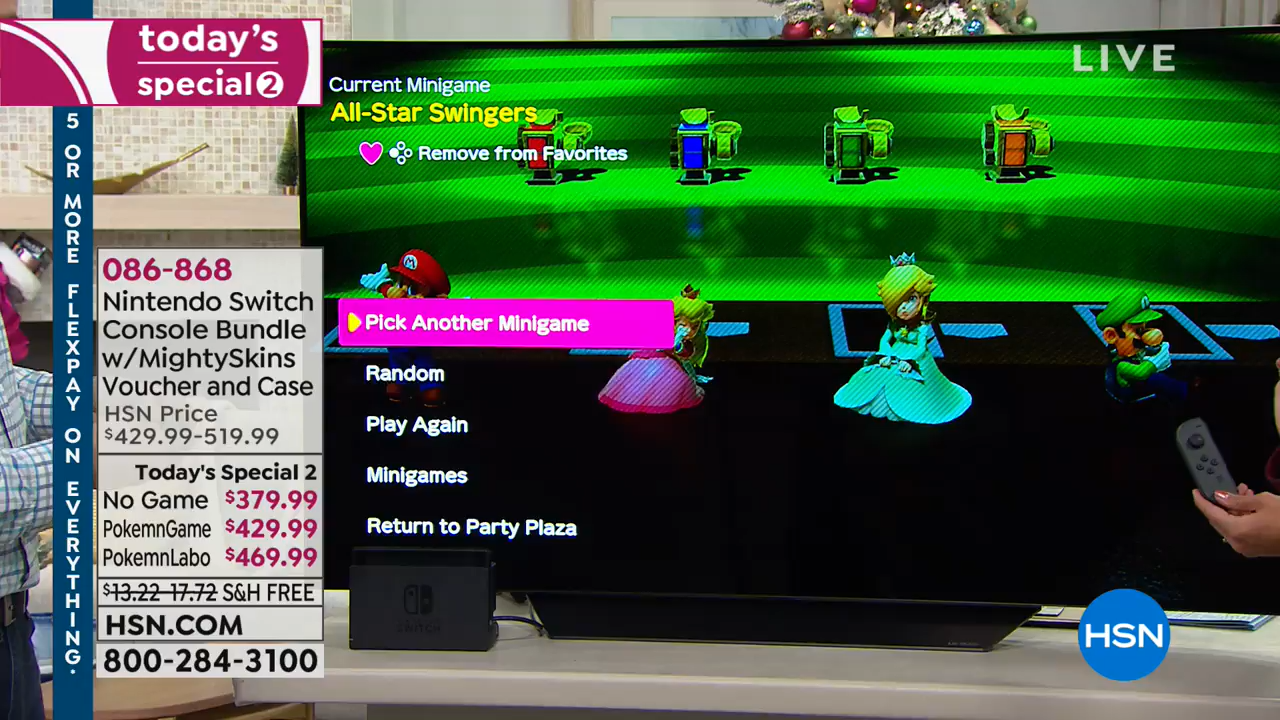 today's
special2
5 OR MORE FLEXPAY ON EVERYTHING.
086-868
Nintendo Switch
Console Bundle
w/MightySkins
Voucher and Case
HSN Price
$429.99-519.99
Today's Special 2
No Game $379.99
PokemnGame $429.99
PokemnLabo $469.99
$13.22-17.72 S&H FREE
HSN.COM
800-284-3100
LIVE
Current Minigame
All-Star Swingers
Remove from Favorites
M
Pick Another Minigame
Random
Play Again
Minigames
Return to Party Plaza
SWITCH
HSN